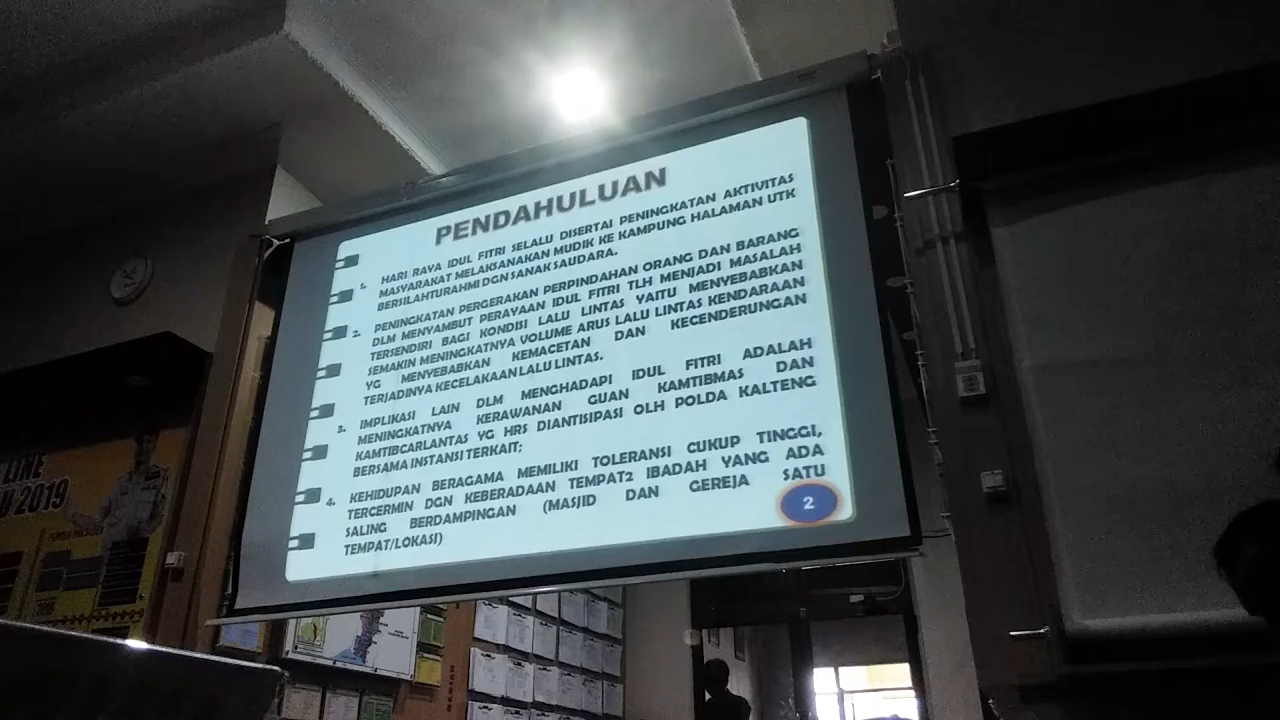 PENDAHULUAN
1. HARI RAYA IDUL FITRI SELALU DISERTAI PENINGKATAN AKTIVITAS
MASYARAKAT MELAKSANAKAN MUDIK KE KAMPUNG HALAMAN UTK
BERSILAHTURAHMI DGN SANAK SAUDARA.
2. PENINGKATAN PERGERAKAN PERPINDAHAN ORANG DAN BARANG
DLM MENYAMBUT PERAYAAN IDUL FITRI TLH MENJADI MASALAH
TERSENDIRI BAGI KONDISI LALU LINTAS YAITU MENYEBABKAN
SEMAKIN MENINGKATNYA VOLUME ARUS LALU LINTAS KENDARAAN
YG MENYEBABKAN KEMACETAN DAN KECENDERUNGAN
TERJADINYA KECELAKAAN LALU LINTAS.
3. IMPLIKASI LAIN DLM MENGHADAPI IDUL FITRI ADALAH
MENINGKATNYA KERAWANAN GUAN KAMTIBMAS DAN
KAMTIBCARLANTAS YG HRS DIANTISIPASI OLH POLDA KALTENG
BERSAMA INSTANSI TERKAIT;
4. KEHIDUPAN BERAGAMA MEMILIKI TOLERANSI CUKUP TINGGI,
TERCERMIN DGN KEBERADAAN TEMPAT2 IBADAH YANG ADA
SALING BERDAMPINGAN (MASJID DAN GEREJA SATU
TEMPAT/LOKASI)
2
LINE
2019